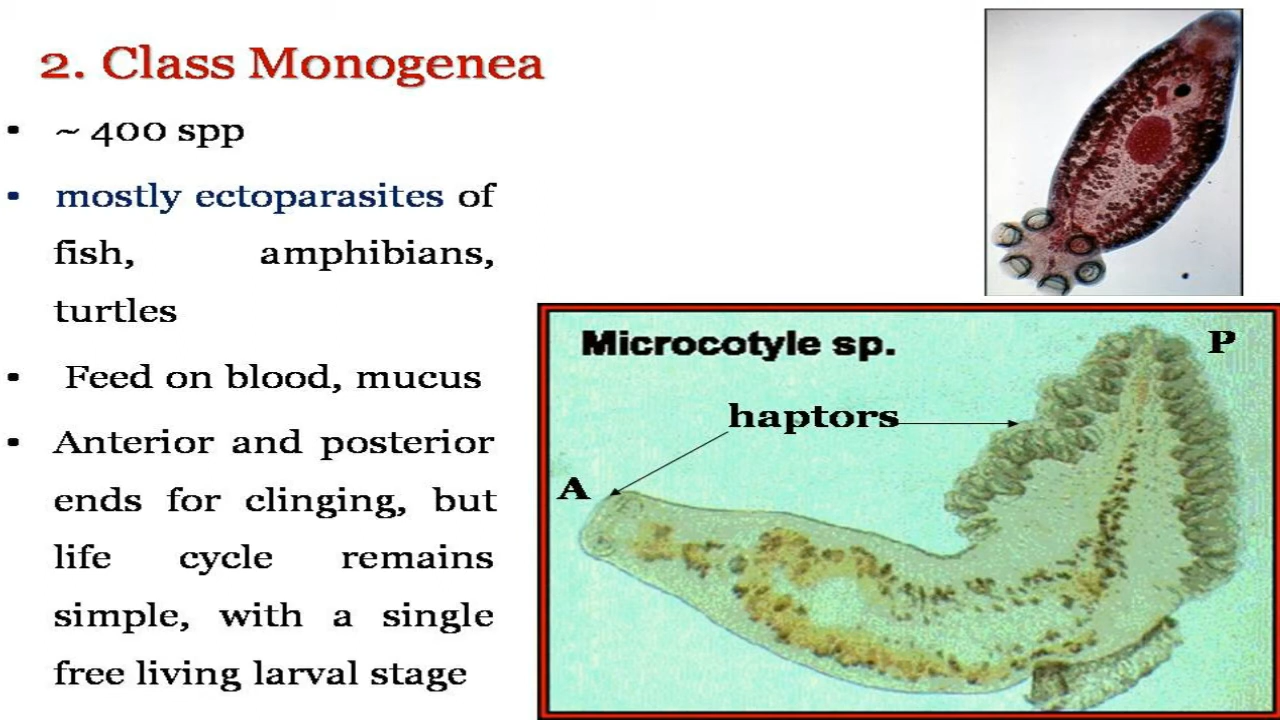 2. Class Monogenea
• ~ 400 spp
• mostly ectoparasites of
fish, amphibians,
turtles
• Feed on blood, mucus
• Anterior and posterior
ends for clinging, but
life cycle remains
simple, with a single
free living larval stage
Microcotyle sp.
P
haptors
A